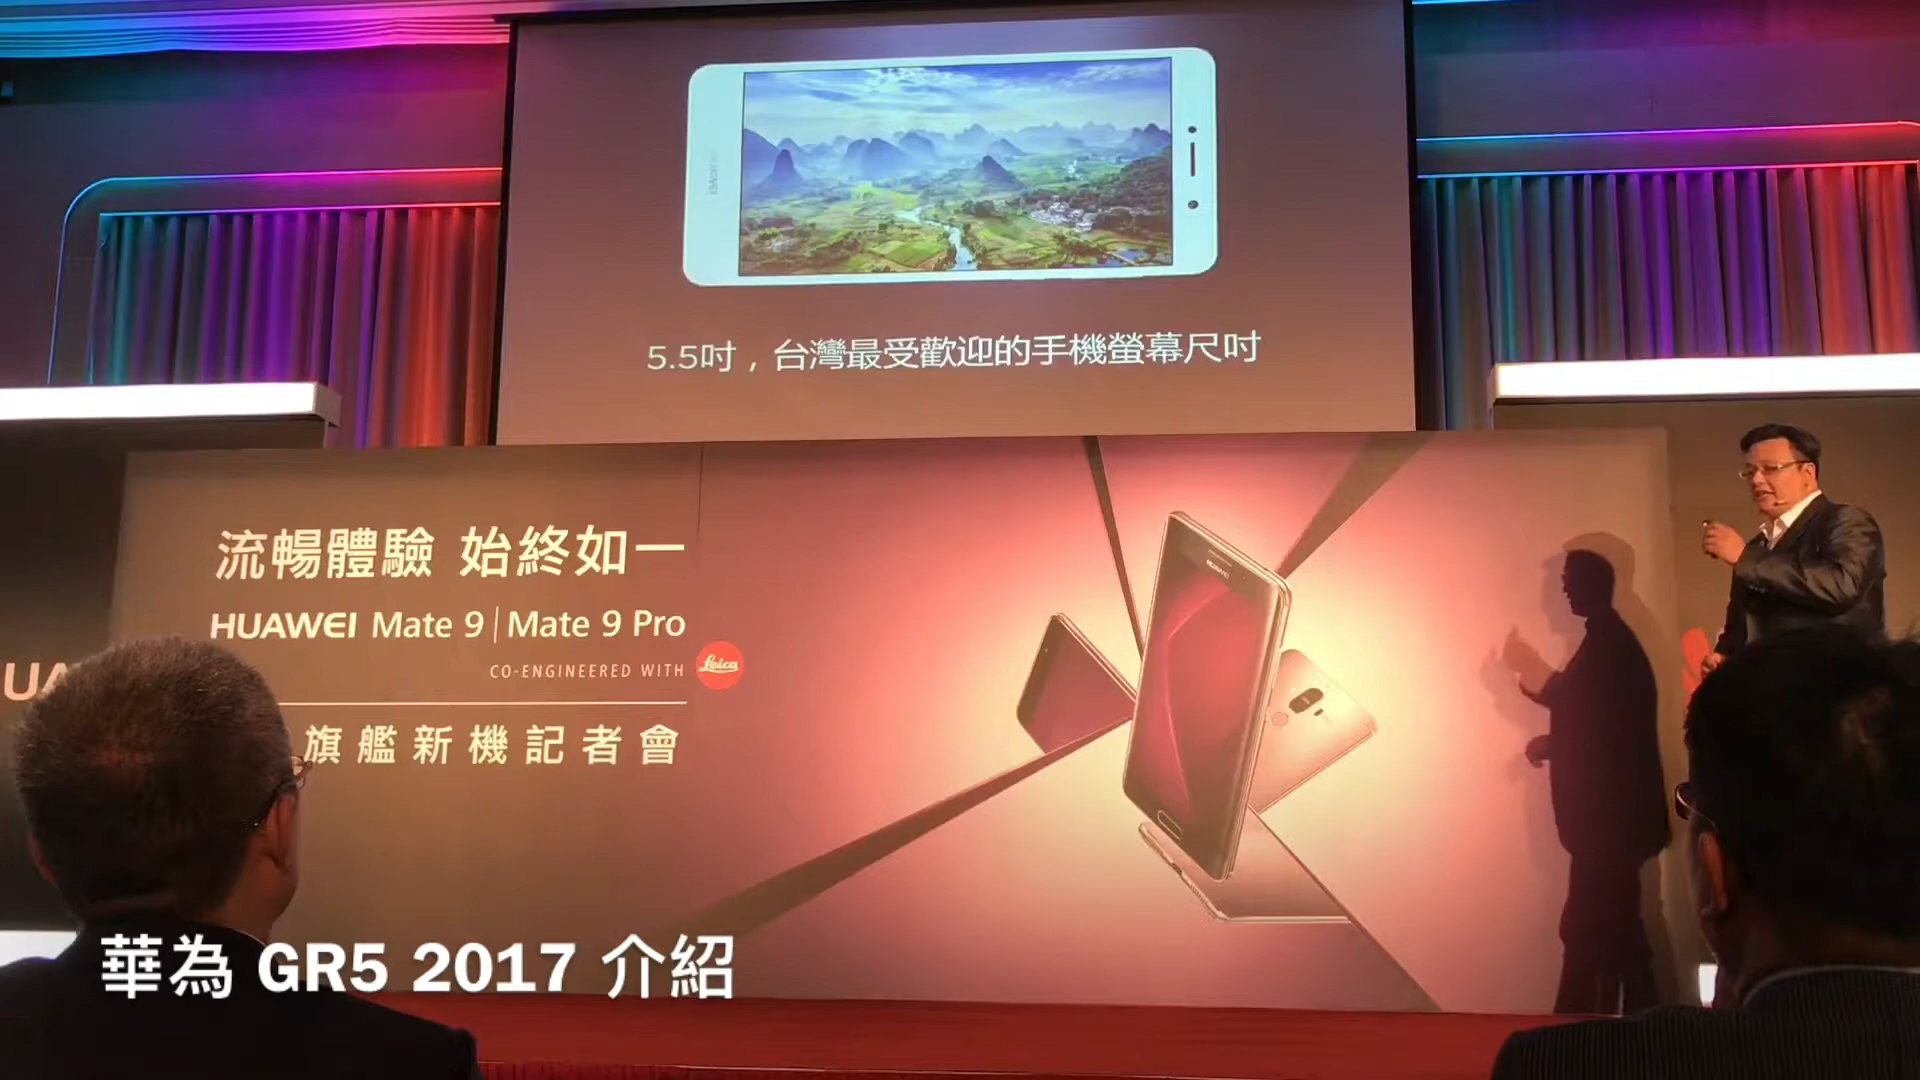 HUAWEI
5.5吋，台灣最受歡迎的手機螢幕尺吋
流暢體驗 始終如一
HUAWEI Mate 9 | Mate 9 Pro
CO-ENGINEERED WITH Leica
旗艦新機記者會
HUAWEI
華為 GR5 2017 介紹